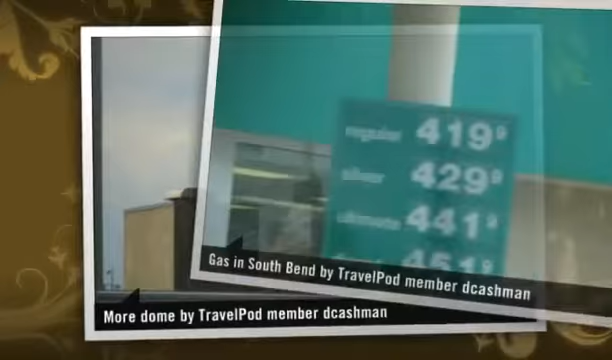 regular 419⁹
silver 429⁹
ultimate 441⁹
461⁹
Gas in South Bend by TravelPod member dcashman
More dome by TravelPod member dcashman